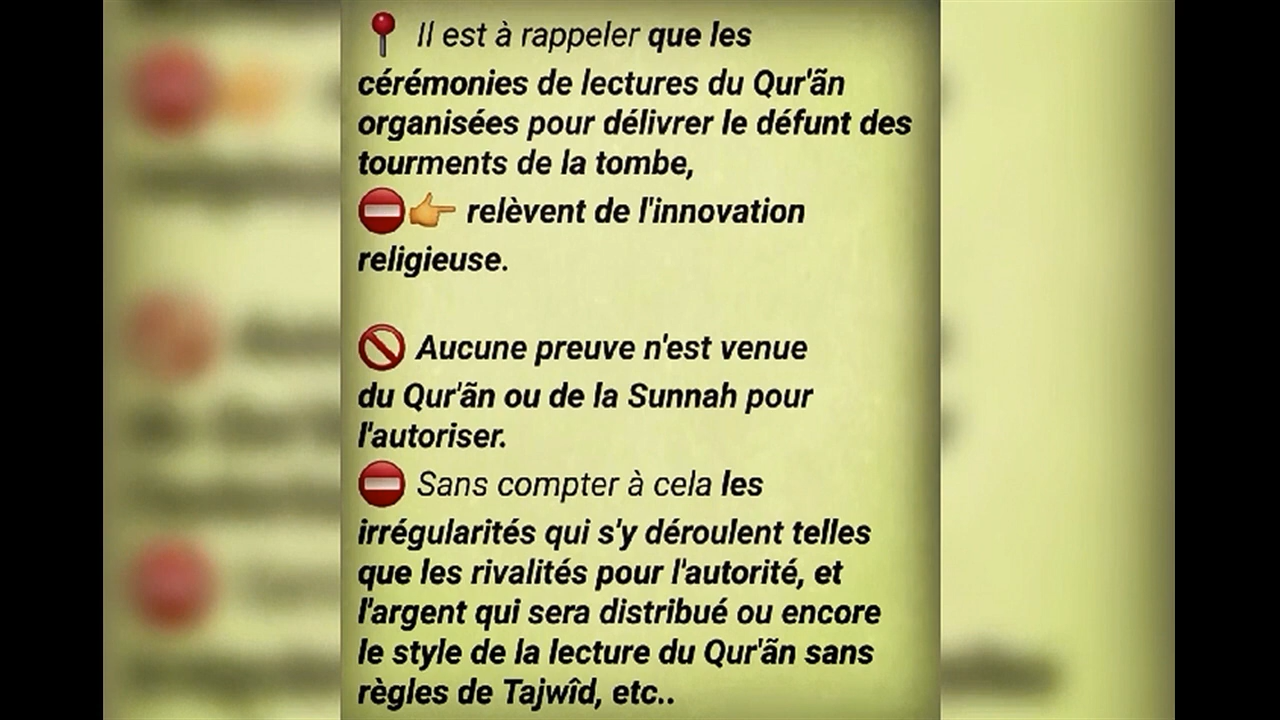 📍 Il est à rappeler que les
cérémonies de lectures du Qur'ãn
organisées pour délivrer le défunt des
tourments de la tombe,
⛔👉 relèvent de l'innovation
religieuse.
🚫 Aucune preuve n'est venue
du Qur'ãn ou de la Sunnah pour
l'autoriser.
⛔ Sans compter à cela les
irrégularités qui s'y déroulent telles
que les rivalités pour l'autorité, et
l'argent qui sera distribué ou encore
le style de la lecture du Qur'ãn sans
règles de Tajwîd, etc..